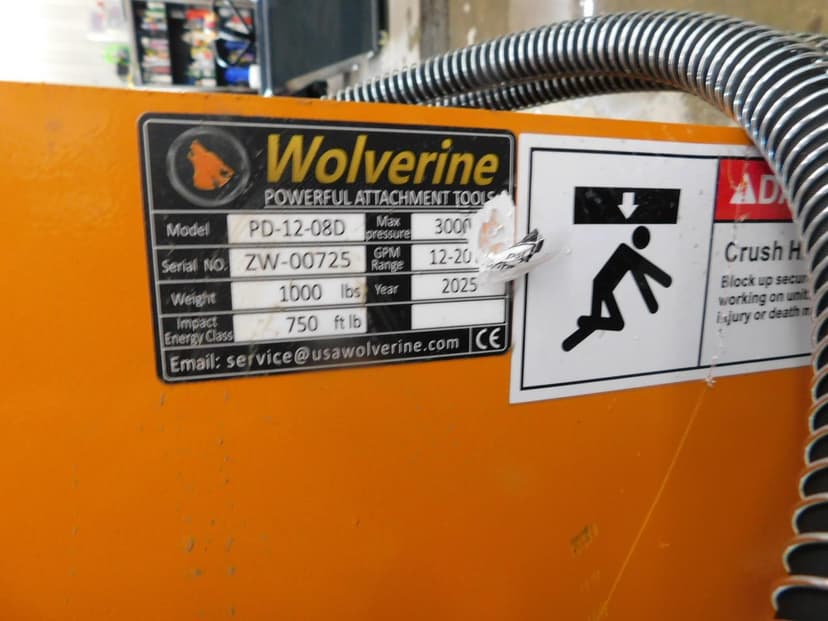 Wolverine
POWERFUL ATTACHMENT TOOLS
Model PD-12-08D Max pressure 3000
Serial NO. ZW-00725 GPM Range 12-20
Weight 1000 lbs Year 2025
Impact Energy Class 750 ft lb
Email: service@usawolverine.com CE
Crush
Block up
working on unit.
injury or death